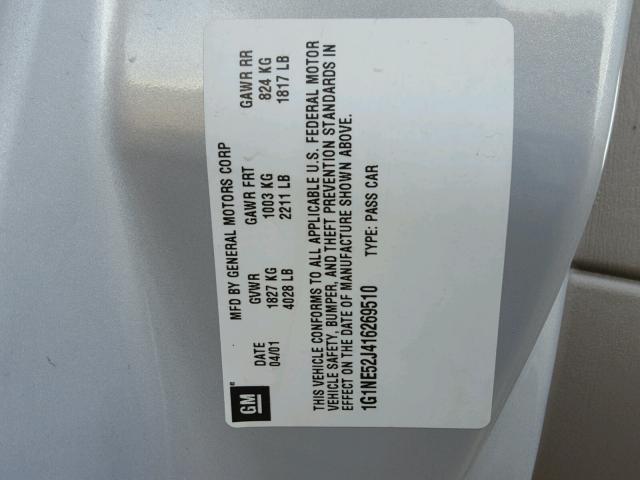 GM ®
MFD BY GENERAL MOTORS CORP
DATE GVWR GAWR FRT GAWR RR
04/01 1827 KG 1003 KG 824 KG
4028 LB 2211 LB 1817 LB
THIS VEHICLE CONFORMS TO ALL APPLICABLE U.S. FEDERAL MOTOR
VEHICLE SAFETY, BUMPER, AND THEFT PREVENTION STANDARDS IN
EFFECT ON THE DATE OF MANUFACTURE SHOWN ABOVE.
1G1NE52J416269510 TYPE: PASS CAR